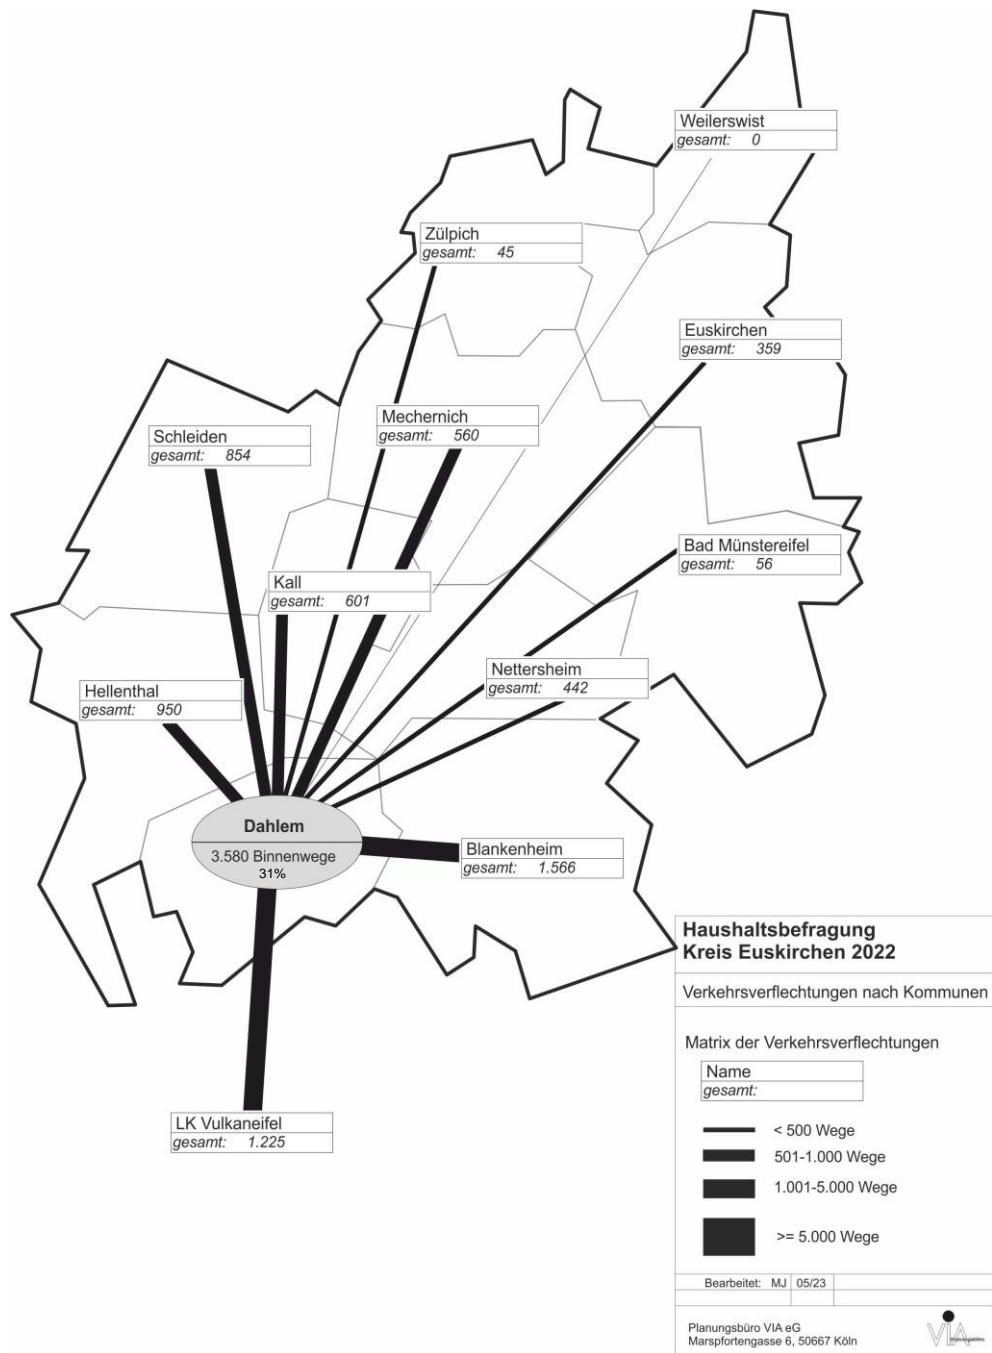 Weilerswist
gesamt: 0
Zülpich
gesamt: 45
Euskirchen
gesamt: 359
Mechernich
gesamt: 560
Schleiden
gesamt: 854
Bad Münstereifel
gesamt: 56
Kall
gesamt: 601
Nettersheim
gesamt: 442
Hellenthal
gesamt: 950
Dahlem
3.580 Binnenwege
31%
Blankenheim
gesamt: 1.566
LK Vulkaneifel
gesamt: 1.225
Haushaltsbefragung
Kreis Euskirchen 2022
Verkehrsverflechtungen nach Kommunen
Matrix der Verkehrsverflechtungen
Name
gesamt:
< 500 Wege
501-1.000 Wege
1.001-5.000 Wege
>= 5.000 Wege
Bearbeitet: MJ 05/23
Planungsbüro VIA eG
Marspfortengasse 6, 50667 Köln
VIA Planungsbüro